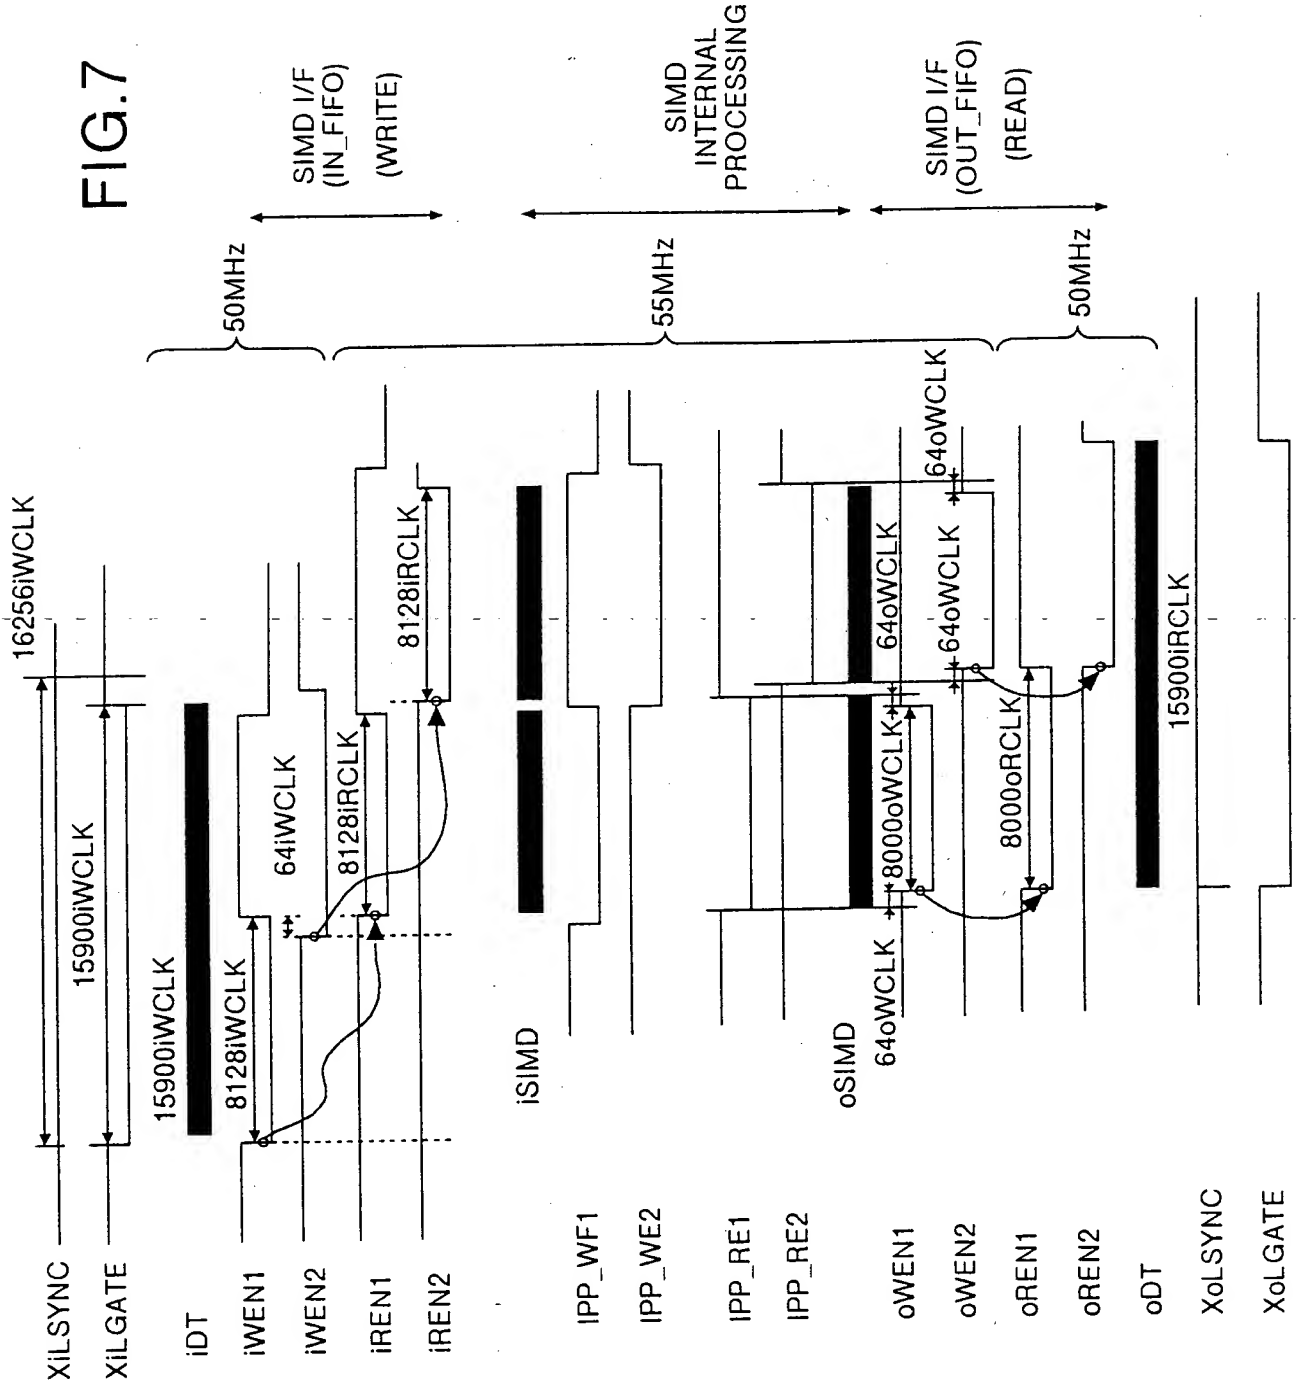 FIG.7
16256iWCLK
XiLSYNC
15900iWCLK
XiLGATE
15900iWCLK
iDT
50MHz
8128iWCLK
iWEN1
64iWCLK
iWEN2
SIMD I/F
(IN_FIFO)
(WRITE)
8128iRCLK
iREN1
8128iRCLK
iREN2
iSIMD
IPP_WF1
IPP_WE2
55MHz
SIMD
INTERNAL
PROCESSING
IPP_RE1
IPP_RE2
oSIMD
64oWCLK
8000oWCLK
64oWCLK
oWEN1
64oWCLK
64oWCLK
oWEN2
SIMD I/F
(OUT_FIFO)
(READ)
8000oRCLK
oREN1
50MHz
oREN2
oDT
15900iRCLK
XoLSYNC
XoLGATE